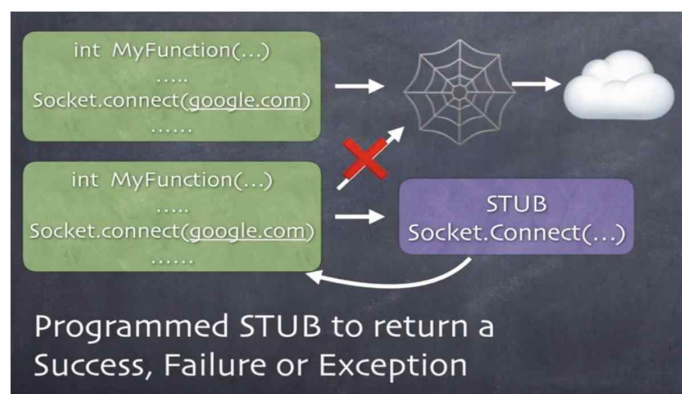 int MyFunction(...)
.....
Socket.connect(google.com)
......
int MyFunction(...)
.....
Socket.connect(google.com)
......
STUB
Socket.Connect(...)
Programmed STUB to return a
Success, Failure or Exception